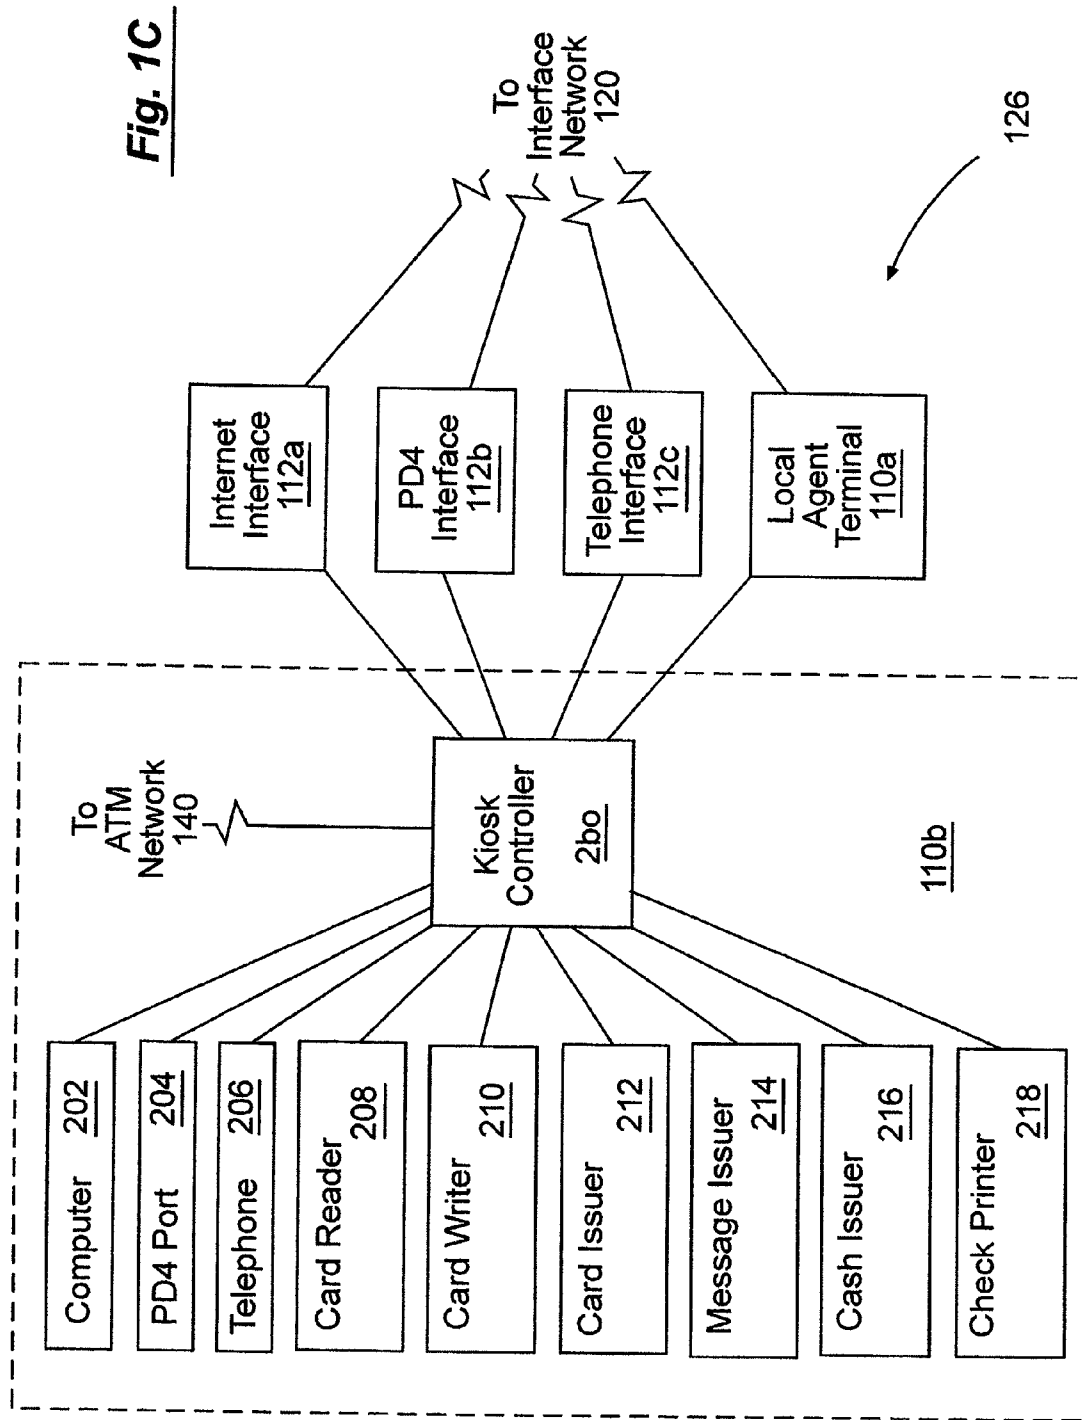 Fig. 1C
To
Interface
Network
120
126
Internet
Interface
112a
PD4
Interface
112b
Telephone
Interface
112c
Local
Agent
Terminal
110a
To
ATM
Network
140
Kiosk
Controller
2bo
110b
Computer 202
PD4 Port 204
Telephone 206
Card Reader
208
Card Writer
210
Card Issuer
212
Message Issuer
214
Cash Issuer
216
Check Printer
218